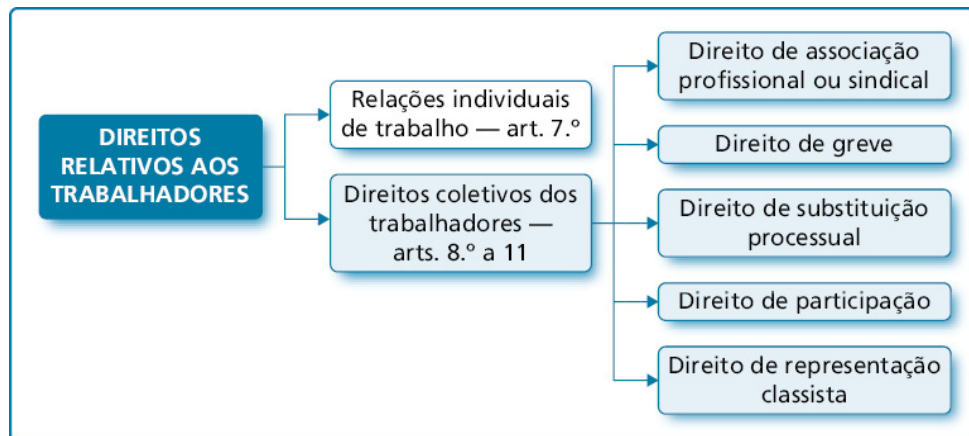 DIREITOS
RELATIVOS AOS
TRABALHADORES
Relações individuais
de trabalho — art. 7.º
Direitos coletivos dos
trabalhadores —
arts. 8.º a 11
Direito de associação
profissional ou sindical
Direito de greve
Direito de substituição
processual
Direito de participação
Direito de representação
classista